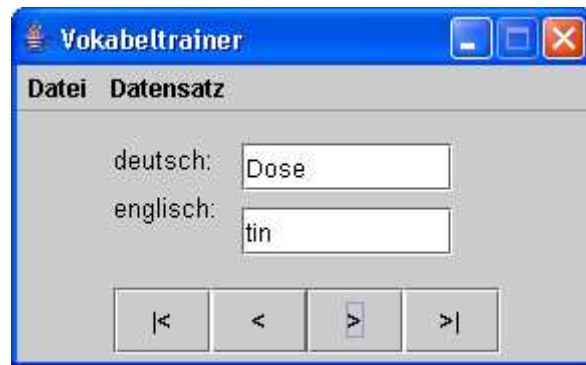 Vokabeltrainer
Datei Datensatz
deutsch: Dose
englisch: tin
|< < > >|